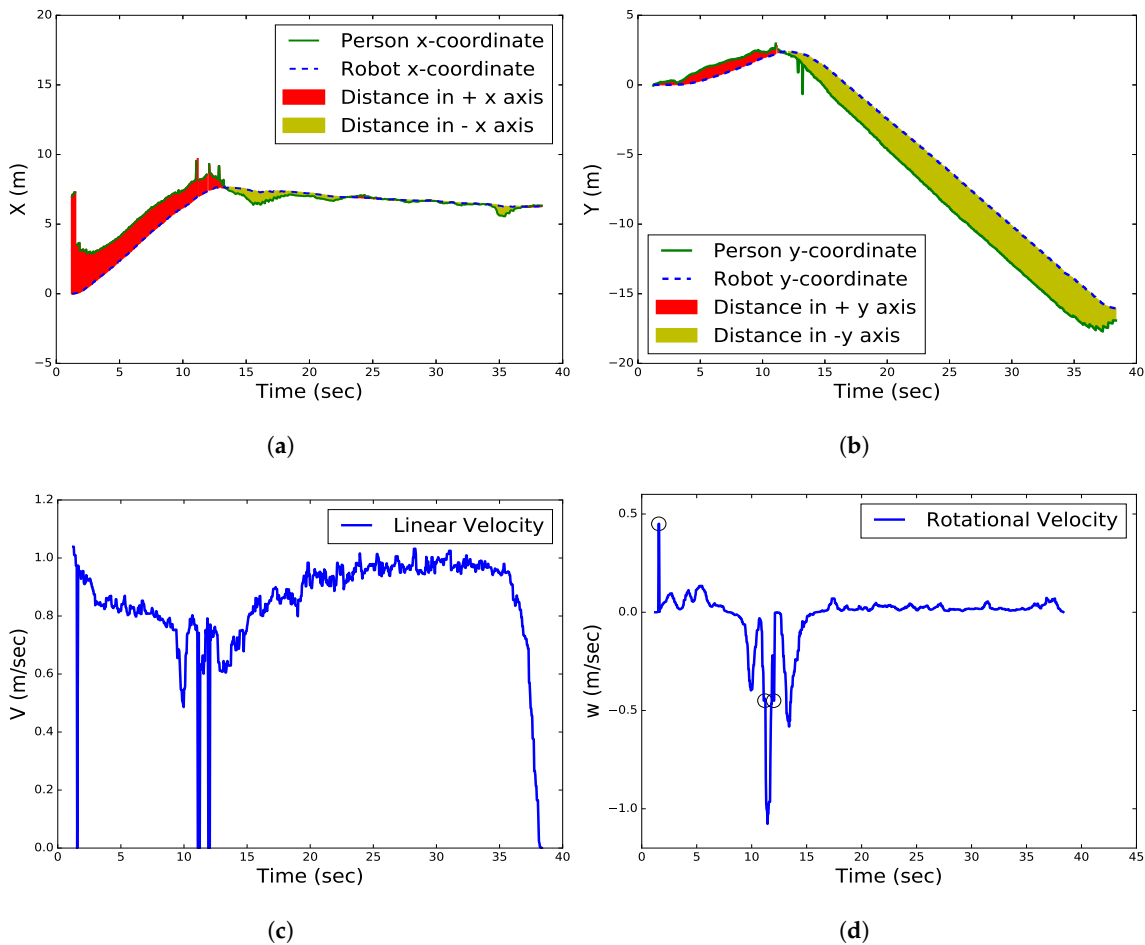 20
15
10
5
0
−5
0 5 10 15 20 25 30 35 40
X (m)
Time (sec)
Person x-coordinate
Robot x-coordinate
Distance in + x axis
Distance in - x axis
(a)
5
0
−5
−10
−15
−20
0 5 10 15 20 25 30 35 40
Y (m)
Time (sec)
Person y-coordinate
Robot y-coordinate
Distance in + y axis
Distance in -y axis
(b)
1.2
1.0
0.8
0.6
0.4
0.2
0.0
0 5 10 15 20 25 30 35 40
V (m/sec)
Time (sec)
Linear Velocity
(c)
0.5
0.0
−0.5
−1.0
0 5 10 15 20 25 30 35 40 45
w (m/sec)
Time (sec)
Rotational Velocity
(d)